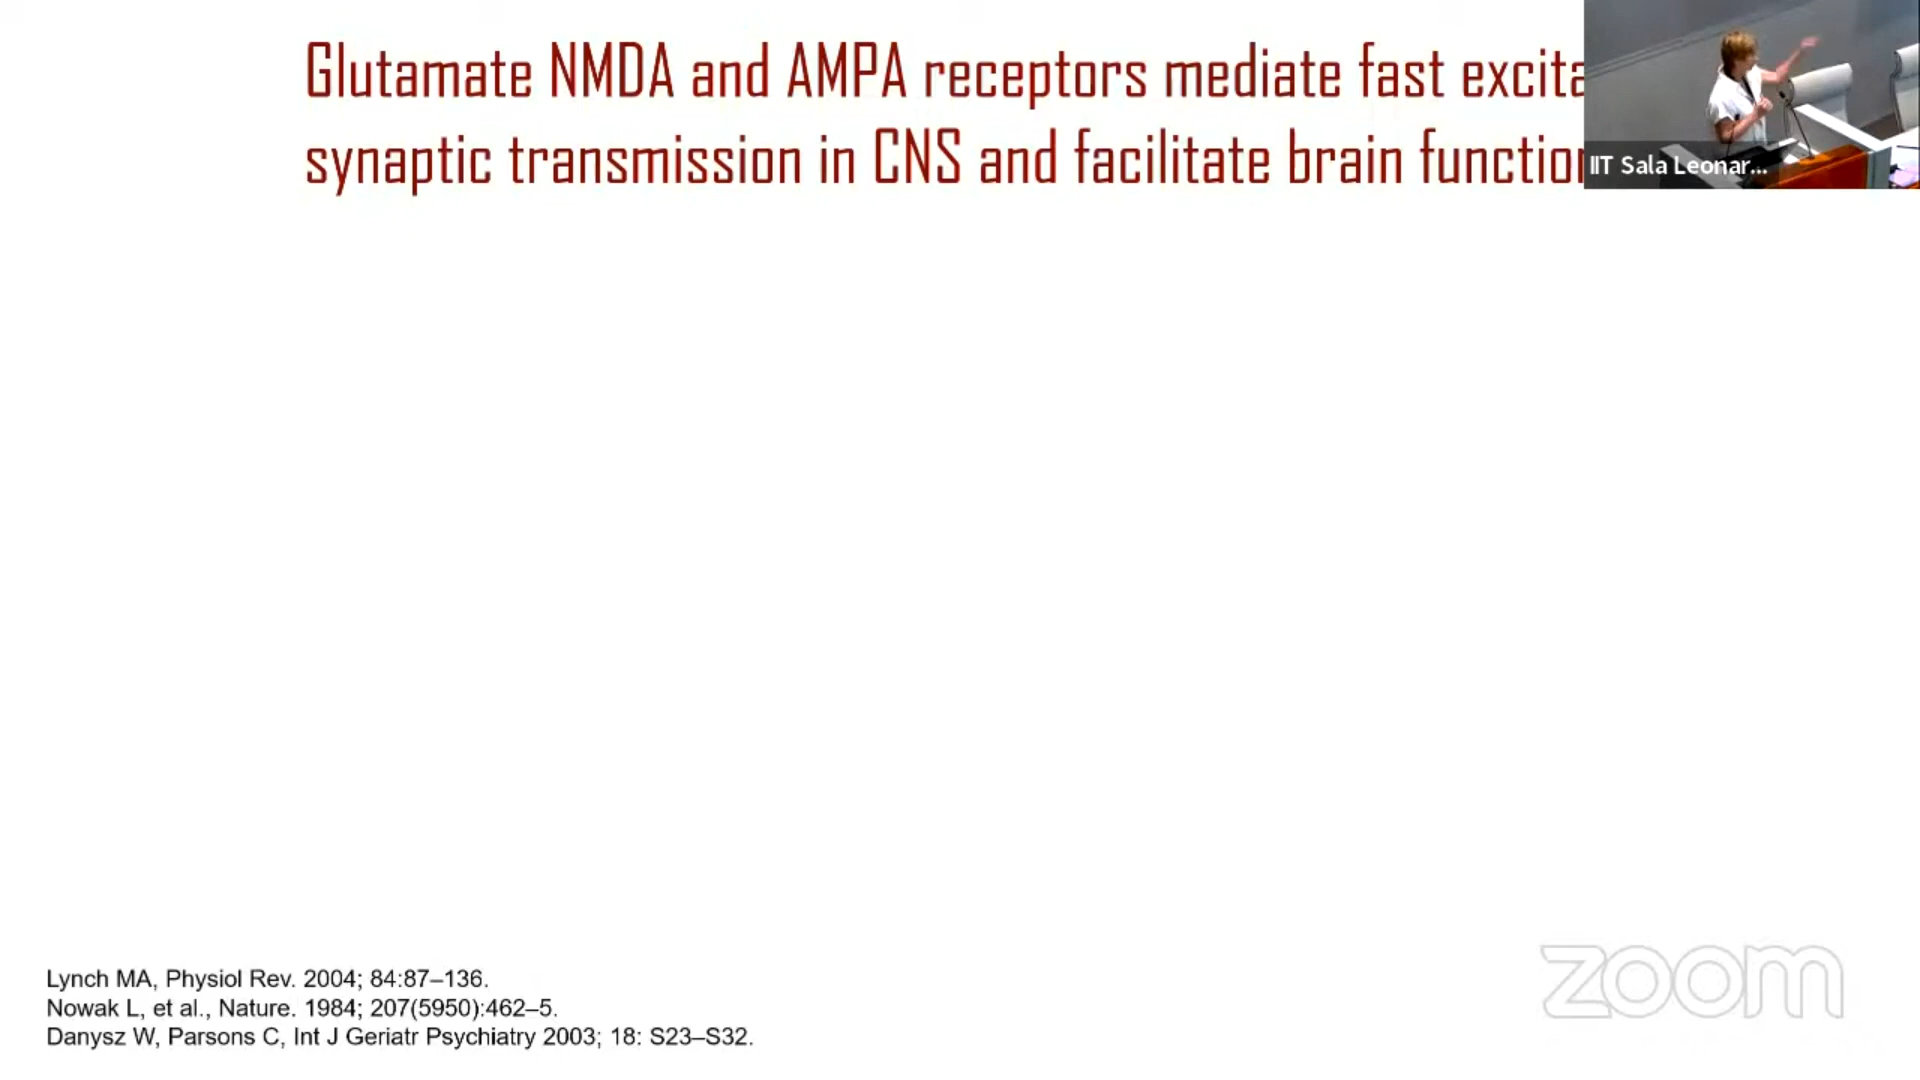 Glutamate NMDA and AMPA receptors mediate fast excita
synaptic transmission in CNS and facilitate brain function
IIT Sala Leonar...
Lynch MA, Physiol Rev. 2004; 84:87–136.
Nowak L, et al., Nature. 1984; 207(5950):462–5.
Danysz W, Parsons C, Int J Geriatr Psychiatry 2003; 18: S23–S32.
zoom